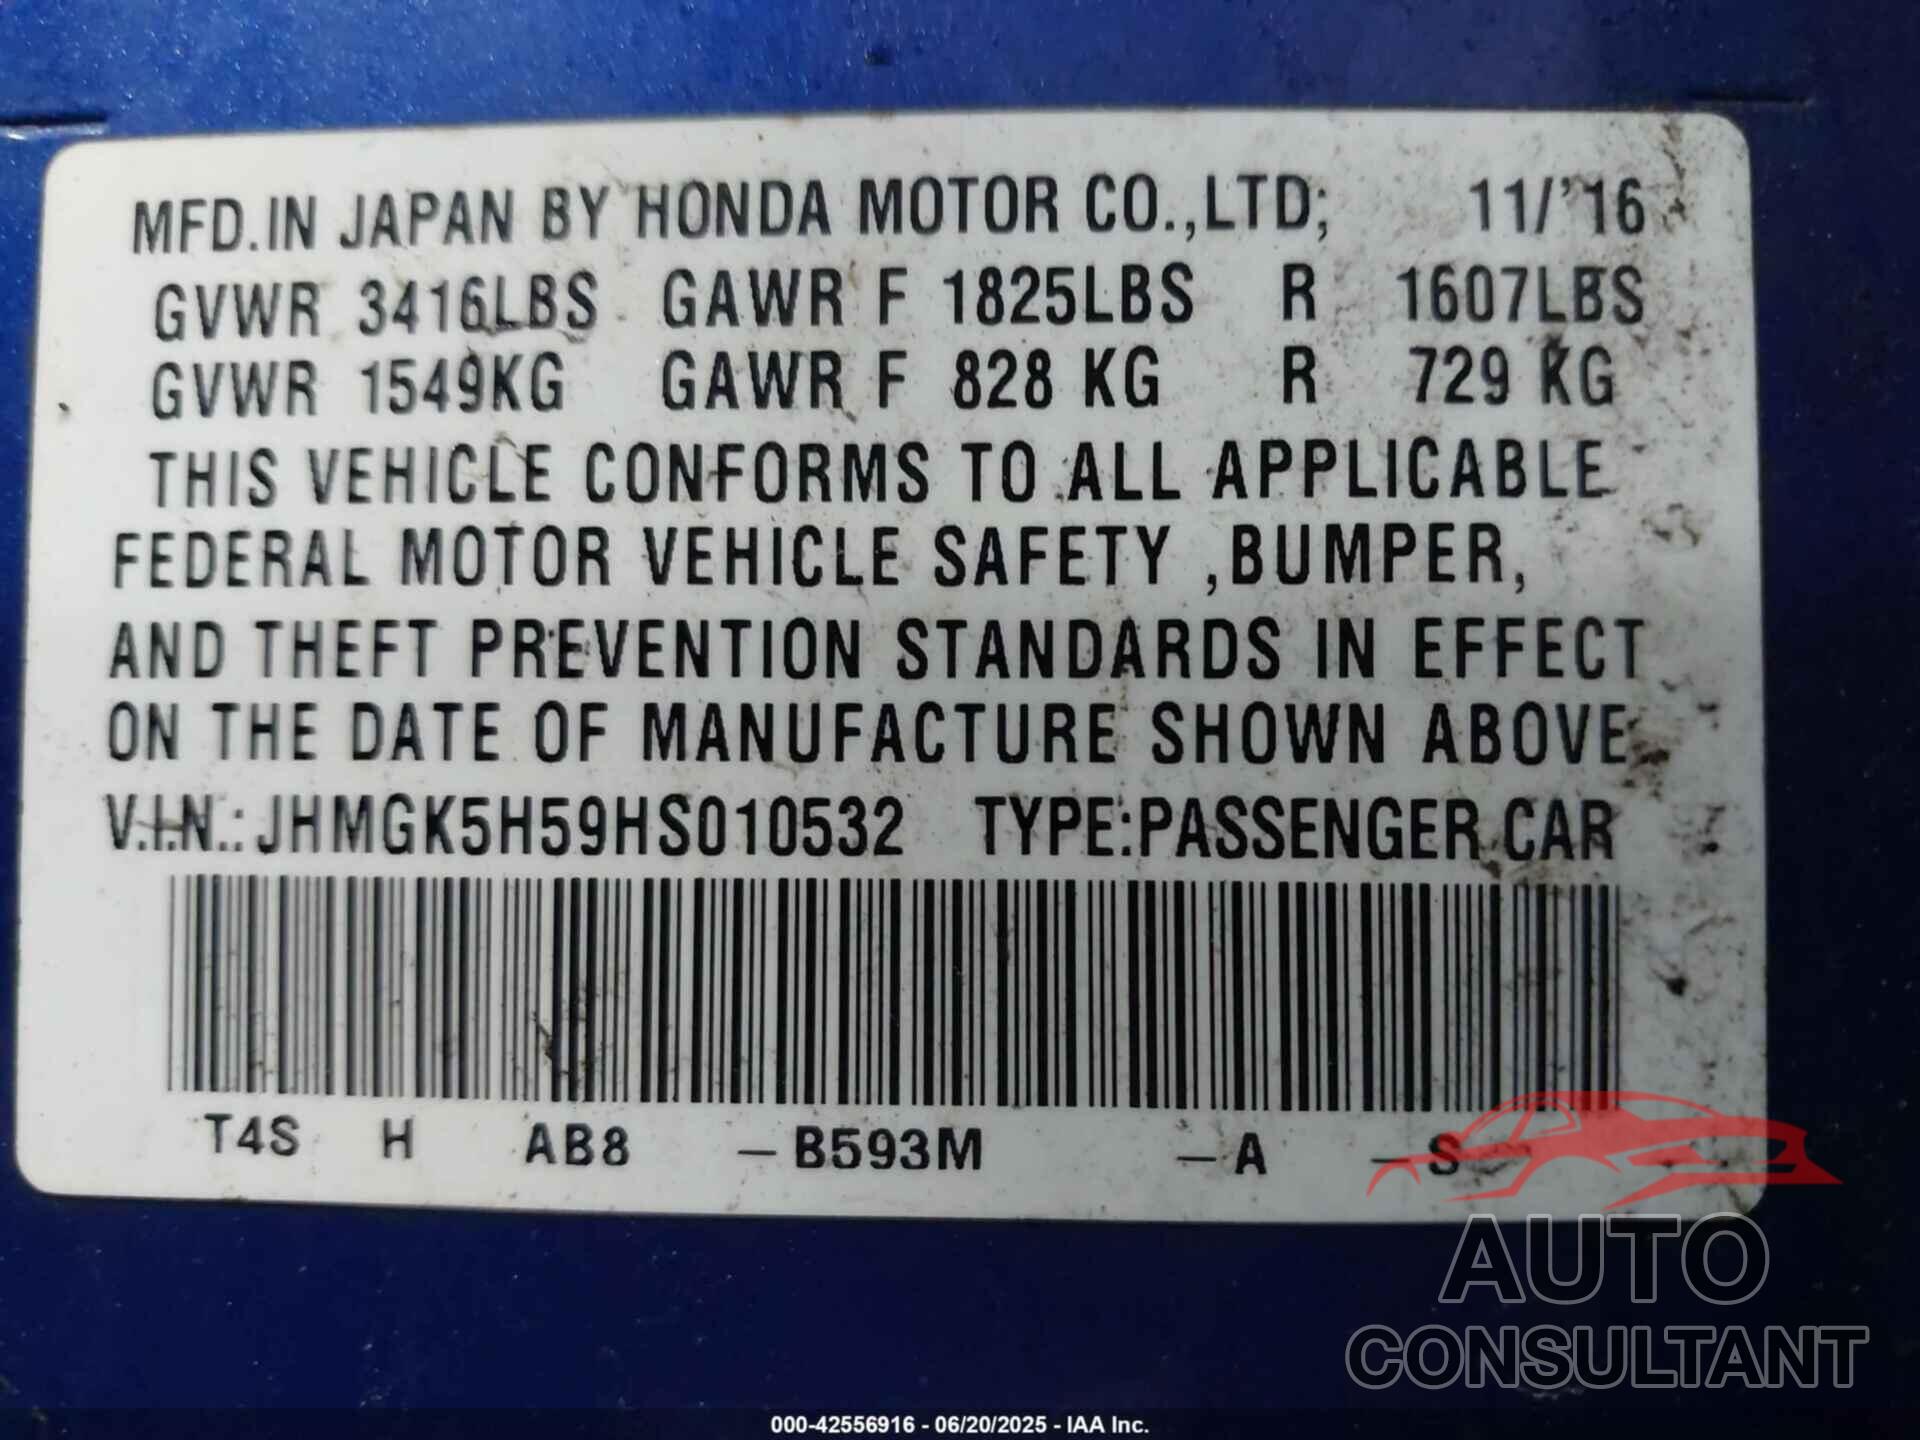 MFD.IN JAPAN BY HONDA MOTOR CO.,LTD; 11/'16
GVWR 3416LBS GAWR F 1825LBS R 1607LBS
GVWR 1549KG GAWR F 828 KG R 729 KG
THIS VEHICLE CONFORMS TO ALL APPLICABLE
FEDERAL MOTOR VEHICLE SAFETY ,BUMPER,
AND THEFT PREVENTION STANDARDS IN EFFECT
ON THE DATE OF MANUFACTURE SHOWN ABOVE
V.I.N.:JHMGK5H59HS010532 TYPE:PASSENGER CAR
T4S H AB8 –B593M –A –S–
AUTO
CONSULTANT
000-42556916 - 06/20/2025 - IAA Inc.